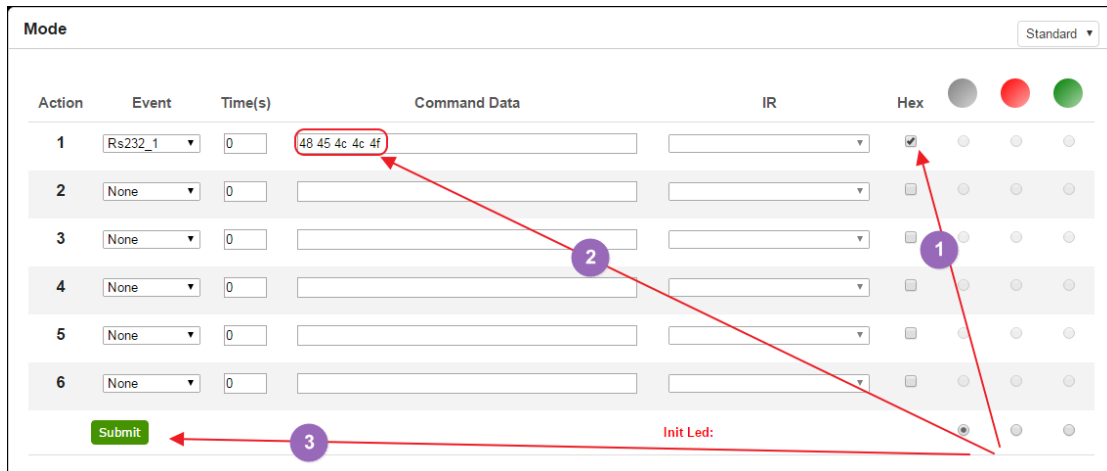 Mode
Standard
Action Event Time(s) Command Data IR Hex
1 Rs232_1 0 48 45 4c 4c 4f
2 None 0
3 None 0
2
1
4 None 0
5 None 0
6 None 0
Submit 3 Init Led: